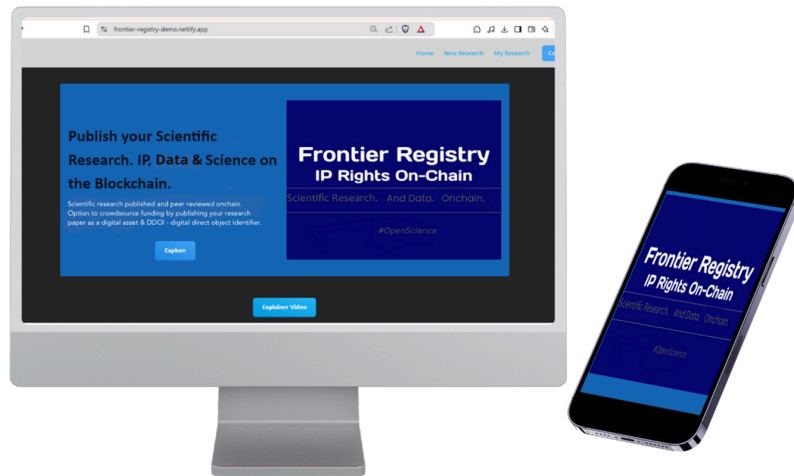 frontier-registry-demo.netlify.app
Home New Research My Research
Publish your Scientific
Research. IP, Data & Science on
the Blockchain.
Scientific research published and peer reviewed onchain.
Option to crowdsource funding by publishing your research
paper as a digital asset & DDOI - digital direct object identifier.
Explore
Frontier Registry
IP Rights On-Chain
Scientific Research. And Data. Onchain.
#OpenScience
Explainer Video
Frontier Registry
IP Rights On-Chain
Scientific Research. And Data. Onchain.
#OpenScience